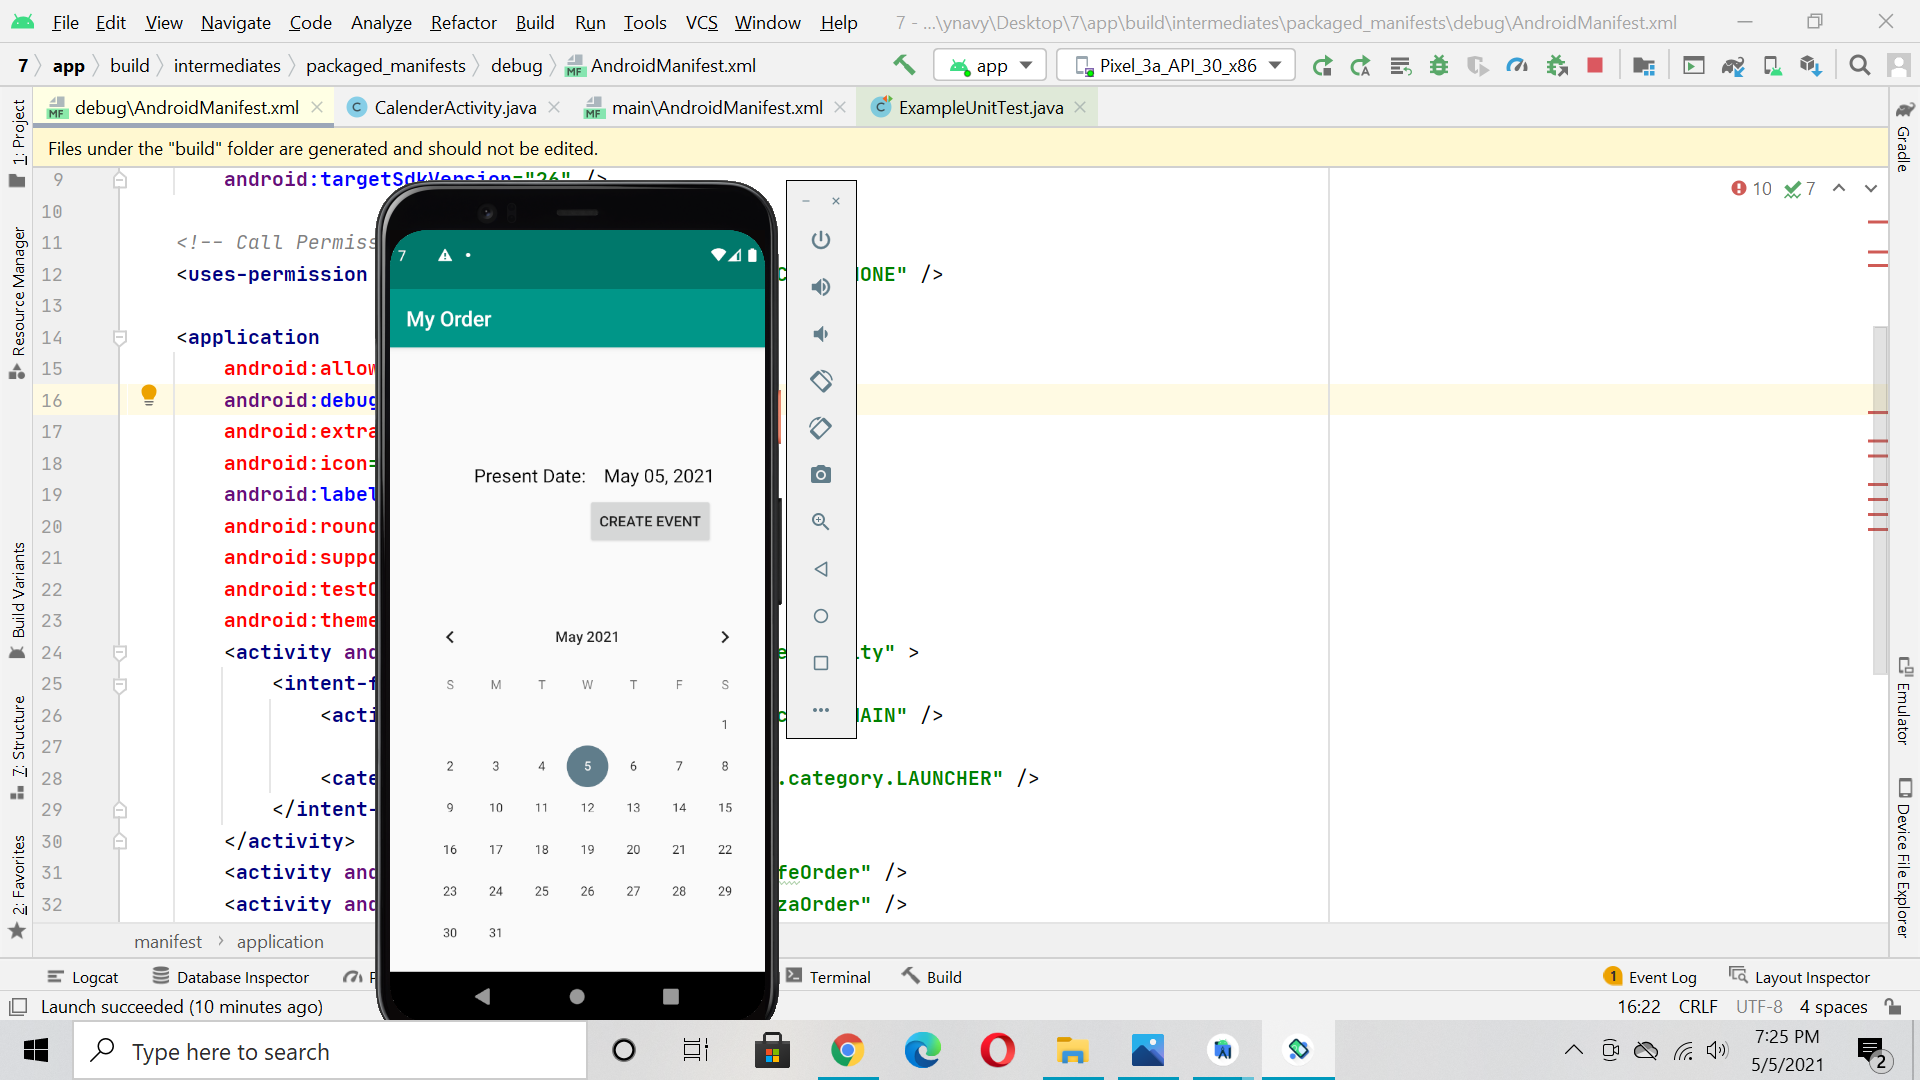 File Edit View Navigate Code Analyze Refactor Build Run Tools VCS Window Help 7 - ...\ynavy\Desktop\7\app\build\intermediates\packaged_manifests\debug\AndroidManifest.xml
7 app build intermediates packaged_manifests debug AndroidManifest.xml app Pixel_3a_API_30_x86
debug\AndroidManifest.xml CalenderActivity.java main\AndroidManifest.xml ExampleUnitTest.java
Files under the "build" folder are generated and should not be edited.
9 android:targetSdkVersion="26" />
10
11 <!-- Call Permiss
12 <uses-permission ONE" />
13
14 <application
15 android:allow
16 android:debug
17 android:extra
18 android:icon=
19 android:label
20 android:round
21 android:suppo
22 android:testO
23 android:theme
24 <activity and ty" >
25 <intent-f
26 <acti AIN" />
27
28 <cate .category.LAUNCHER" />
29 </intent-
30 </activity>
31 <activity and feOrder" />
32 <activity and zaOrder" />
10 7
manifest application
7
My Order
Present Date: May 05, 2021
CREATE EVENT
May 2021
S M T W T F S
1
2 3 4 5 6 7 8
9 10 11 12 13 14 15
16 17 18 19 20 21 22
23 24 25 26 27 28 29
30 31
1: Project
Resource Manager
Build Variants
7: Structure
2: Favorites
Gradle
Emulator
Device File Explorer
Logcat Database Inspector P Terminal Build 1 Event Log Layout Inspector
Launch succeeded (10 minutes ago) 16:22 CRLF UTF-8 4 spaces
Type here to search
7:25 PM
5/5/2021
2